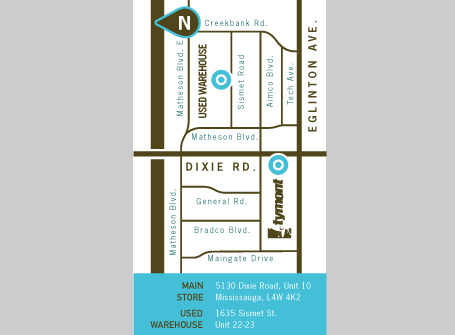 N
Creekbank Rd.
Matheson Blvd. E
USED WAREHOUSE
Sismet Road
Aimco Blvd.
Tech Ave.
EGLINTON AVE.
Matheson Blvd.
DIXIE RD.
Matheson Blvd.
General Rd.
tymont
Bradco Blvd.
Maingate Drive
MAIN STORE
5130 Dixie Road, Unit 10
Mississauga, L4W 4K2
USED WAREHOUSE
1635 Sismet St.
Unit 22-23